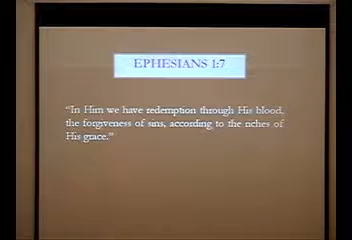 EPHESIANS 1:7
“In Him we have redemption through His blood,
the forgiveness of sins, according to the riches of
His grace.”